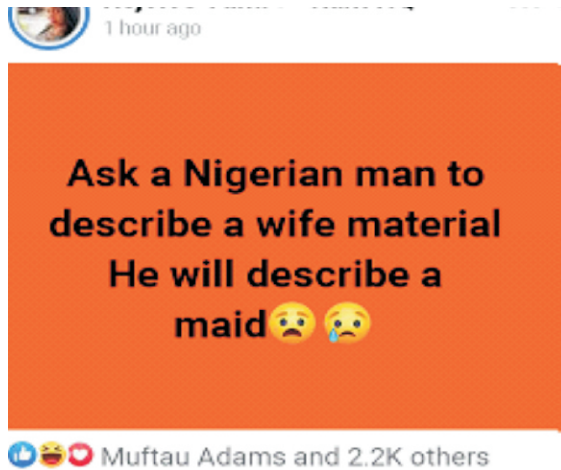 1 hour ago
Ask a Nigerian man to
describe a wife material
He will describe a
maid😧😢
Muftau Adams and 2.2K others